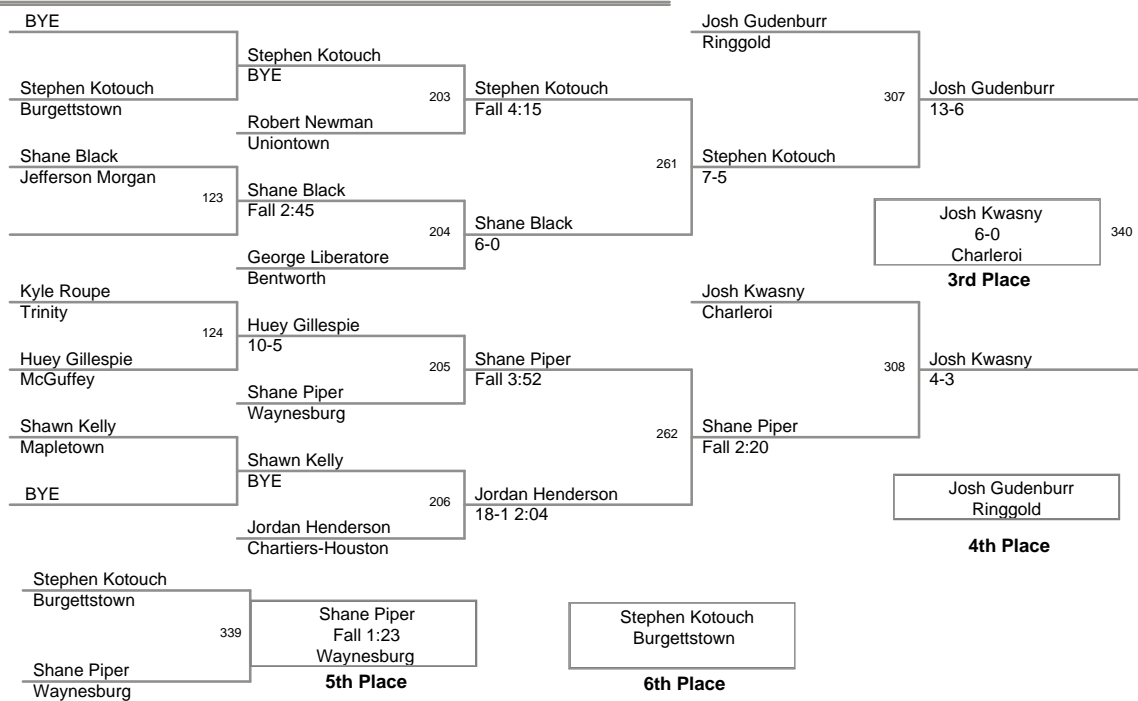 BYE
Stephen Kotouch
Burgettstown
Shane Black
Jefferson Morgan
123
Kyle Roupe
Trinity
124
Huey Gillespie
McGuffey
Shawn Kelly
Mapletown
BYE
Stephen Kotouch
BYE
203
Robert Newman
Uniontown
Shane Black
Fall 2:45
204
George Liberatore
Bentworth
Huey Gillespie
10-5
205
Shane Piper
Waynesburg
Shawn Kelly
BYE
206
Jordan Henderson
Chartiers-Houston
Stephen Kotouch
Fall 4:15
261
Shane Black
6-0
Shane Piper
Fall 3:52
262
Jordan Henderson
18-1 2:04
Josh Gudenburr
Ringgold
307
Stephen Kotouch
7-5
Josh Kwasny
Charleroi
308
Shane Piper
Fall 2:20
Josh Gudenburr
13-6
Josh Kwasny
6-0
Charleroi
340
3rd Place
Josh Kwasny
4-3
Josh Gudenburr
Ringgold
4th Place
Stephen Kotouch
Burgettstown
339
Shane Piper
Waynesburg
Shane Piper
Fall 1:23
Waynesburg
5th Place
Stephen Kotouch
Burgettstown
6th Place